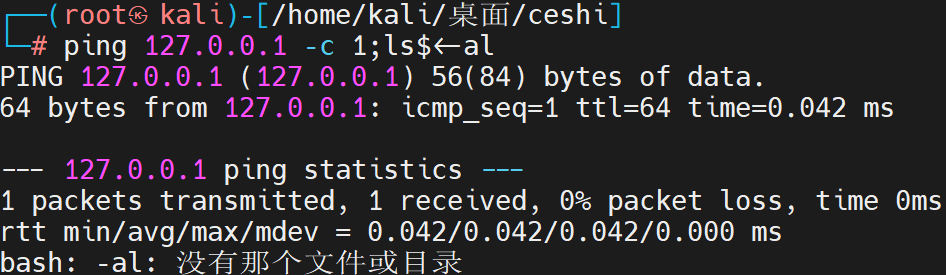 ┌──(root㉿kali)-[/home/kali/桌面/ceshi]
└─# ping 127.0.0.1 -c 1;ls$<-al
PING 127.0.0.1 (127.0.0.1) 56(84) bytes of data.
64 bytes from 127.0.0.1: icmp_seq=1 ttl=64 time=0.042 ms
--- 127.0.0.1 ping statistics ---
1 packets transmitted, 1 received, 0% packet loss, time 0ms
rtt min/avg/max/mdev = 0.042/0.042/0.042/0.000 ms
bash: -al: 没有那个文件或目录